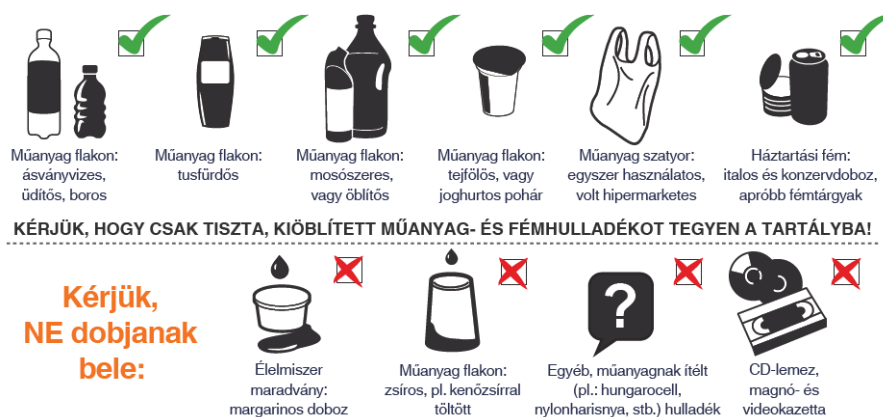 Műanyag flakon:
ásványvizes,
üdítős, boros
Műanyag flakon:
tusfürdős
Műanyag flakon:
mosószeres,
vagy öblítős
Műanyag flakon:
tejfölös, vagy
joghurtos pohár
Műanyag szatyor:
egyszer használatos,
volt hipermarketes
Háztartási fém:
italos és konzervdoboz,
apróbb fémtárgyak
KÉRJÜK, HOGY CSAK TISZTA, KIÖBLÍTETT MŰANYAG- ÉS FÉMHULLADÉKOT TEGYEN A TARTÁLYBA!
Kérjük,
NE dobjanak
bele:
Élelmiszer
maradvány:
margarinos doboz
Műanyag flakon:
zsíros, pl. kenőzsírral
töltött
?
Egyéb, műanyagnak ítélt
(pl.: hungarocell,
nylonharisnya, stb.) hulladék
CD-lemez,
magnó- és
videokazetta